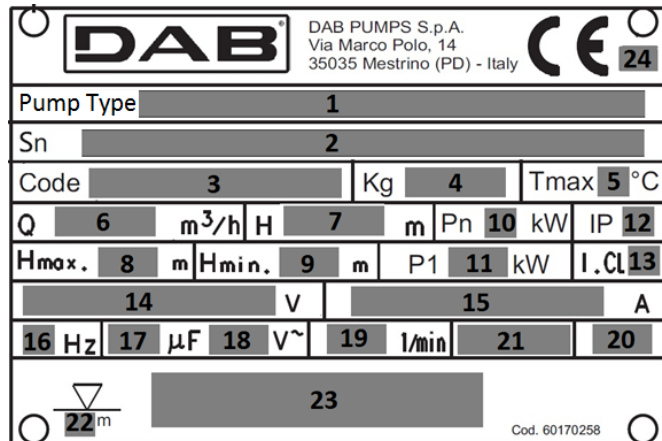 DAB
DAB PUMPS S.p.A.
Via Marco Polo, 14
35035 Mestrino (PD) - Italy
CE 24
Pump Type 1
Sn 2
Code 3 Kg 4 Tmax 5 °C
Q 6 m³/h H 7 m Pn 10 kW IP 12
Hmax. 8 m Hmin. 9 m P1 11 kW I.CL 13
14 V 15 A
16 Hz 17 µF 18 V~ 19 1/min 21 20
22 m 23
Cod. 60170258